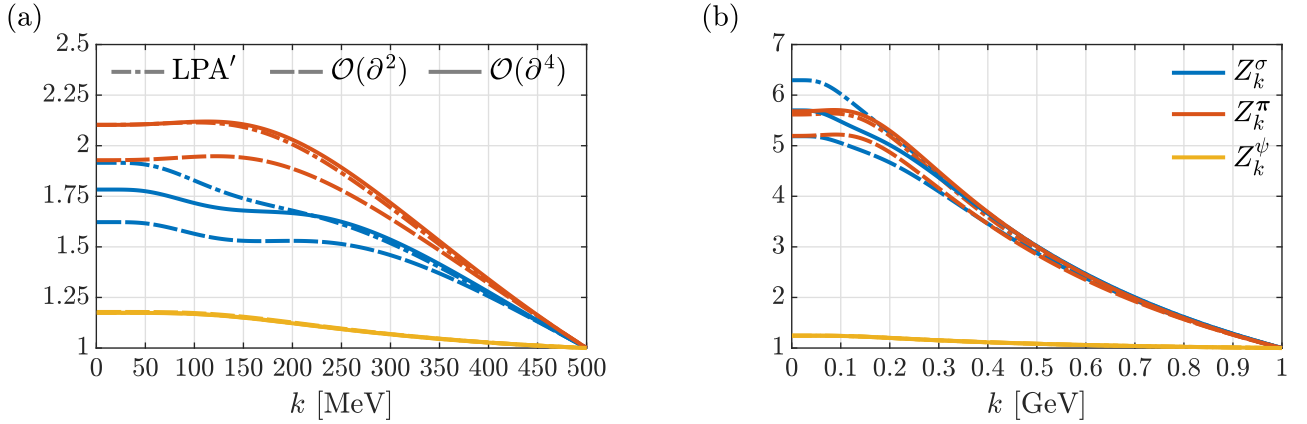 (a)
2.5
2.25
2
1.75
1.5
1.25
1
LPA′ O(∂²) O(∂⁴)
0 50 100 150 200 250 300 350 400 450 500
k [MeV]
(b)
7
6
5
4
3
2
1
Z_k^σ
Z_k^π
Z_k^ψ
0 0.1 0.2 0.3 0.4 0.5 0.6 0.7 0.8 0.9 1
k [GeV]